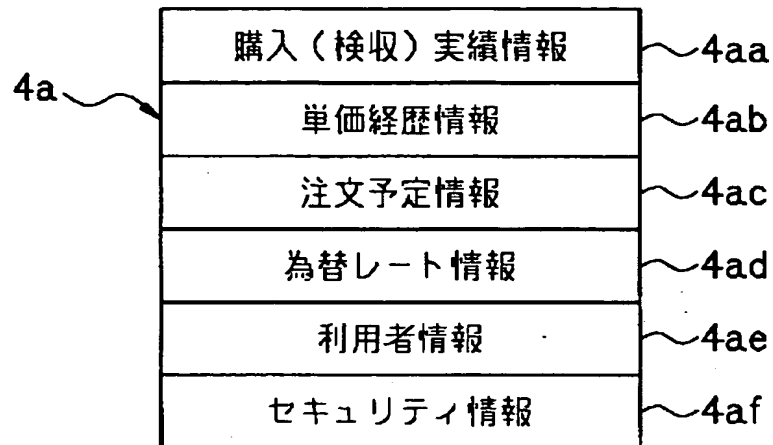 購入(検収)実績情報 4aa
4a
単価経歴情報 4ab
注文予定情報 4ac
為替レート情報 4ad
利用者情報 4ae
セキュリティ情報 4af